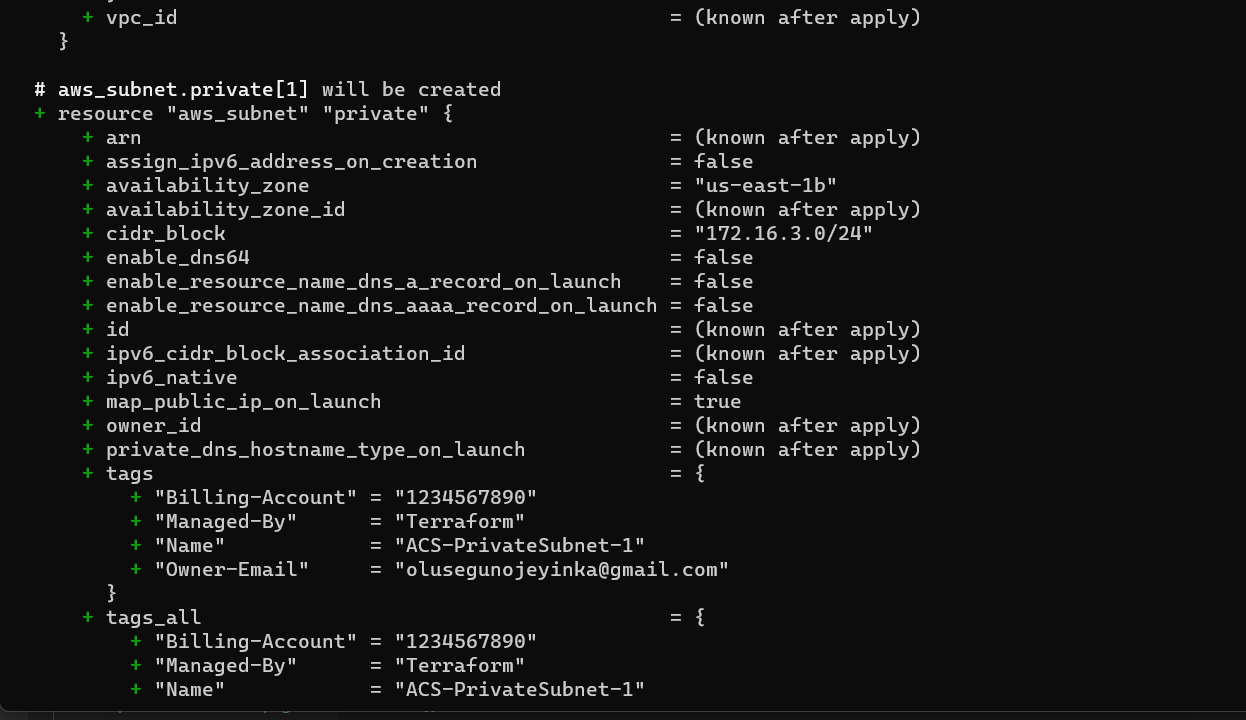 + vpc_id = (known after apply)
}
# aws_subnet.private[1] will be created
+ resource "aws_subnet" "private" {
+ arn = (known after apply)
+ assign_ipv6_address_on_creation = false
+ availability_zone = "us-east-1b"
+ availability_zone_id = (known after apply)
+ cidr_block = "172.16.3.0/24"
+ enable_dns64 = false
+ enable_resource_name_dns_a_record_on_launch = false
+ enable_resource_name_dns_aaaa_record_on_launch = false
+ id = (known after apply)
+ ipv6_cidr_block_association_id = (known after apply)
+ ipv6_native = false
+ map_public_ip_on_launch = true
+ owner_id = (known after apply)
+ private_dns_hostname_type_on_launch = (known after apply)
+ tags = {
+ "Billing-Account" = "1234567890"
+ "Managed-By" = "Terraform"
+ "Name" = "ACS-PrivateSubnet-1"
+ "Owner-Email" = "olusegunojeyinka@gmail.com"
}
+ tags_all = {
+ "Billing-Account" = "1234567890"
+ "Managed-By" = "Terraform"
+ "Name" = "ACS-PrivateSubnet-1"